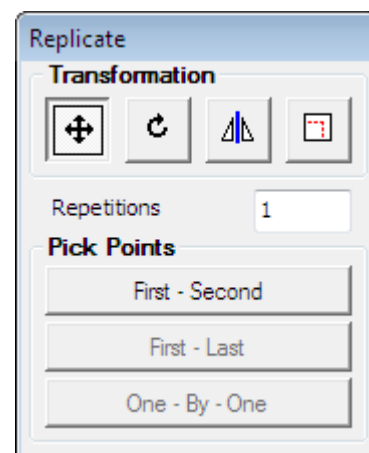 Replicate
Transformation
Repetitions 1
Pick Points
First - Second
First - Last
One - By - One